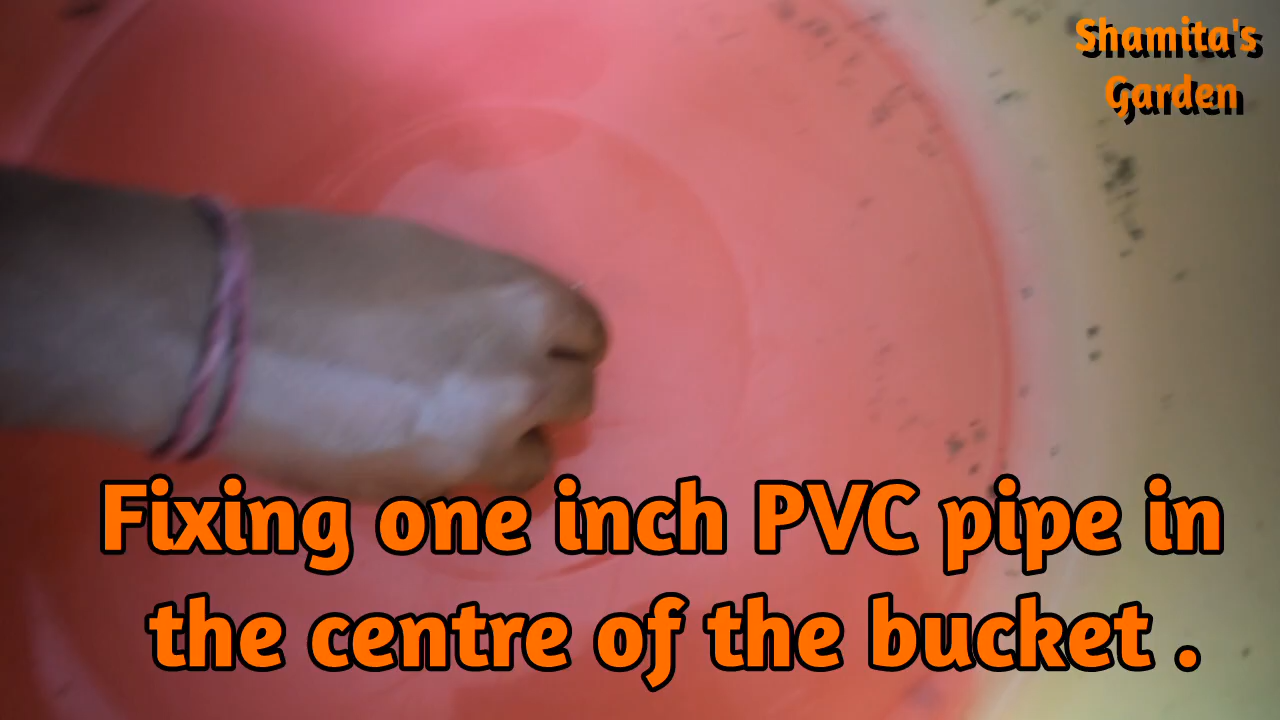 Shamita's
Garden
Fixing one inch PVC pipe in
the centre of the bucket .